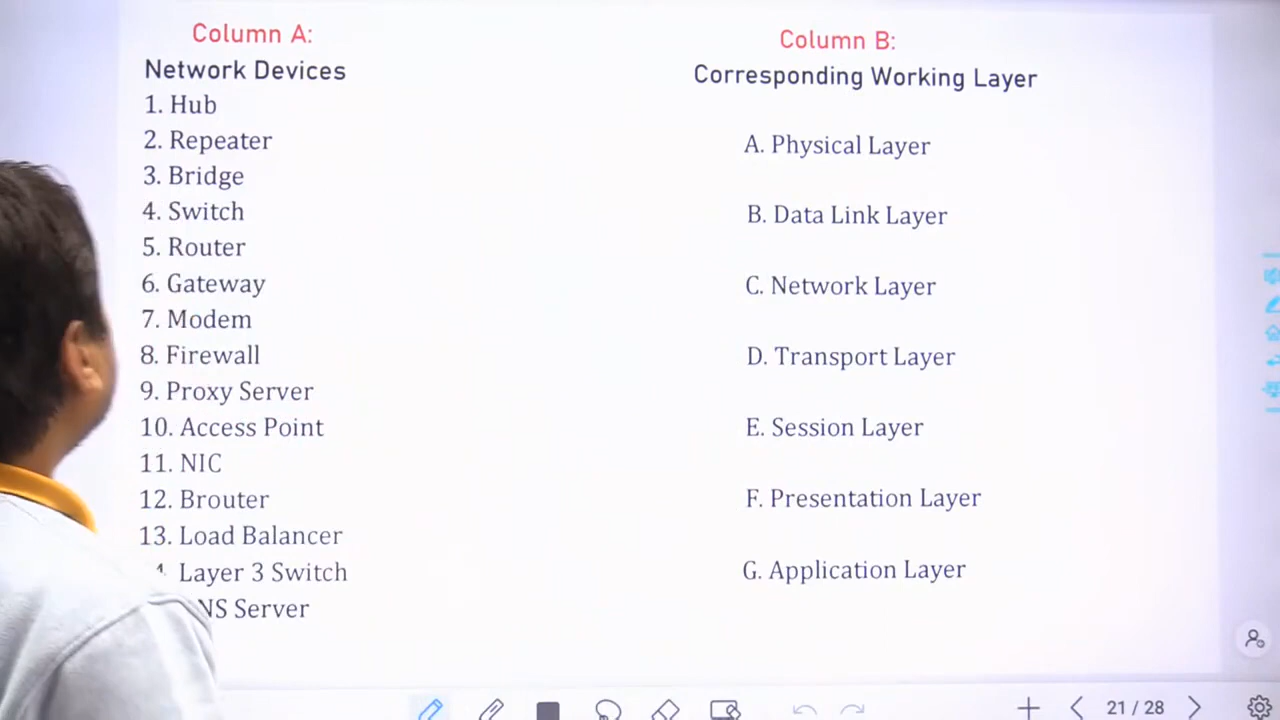 Column A:
Network Devices
1. Hub
2. Repeater
3. Bridge
4. Switch
5. Router
6. Gateway
7. Modem
8. Firewall
9. Proxy Server
10. Access Point
11. NIC
12. Brouter
13. Load Balancer
Layer 3 Switch
NS Server
Column B:
Corresponding Working Layer
A. Physical Layer
B. Data Link Layer
C. Network Layer
D. Transport Layer
E. Session Layer
F. Presentation Layer
G. Application Layer
21 / 28